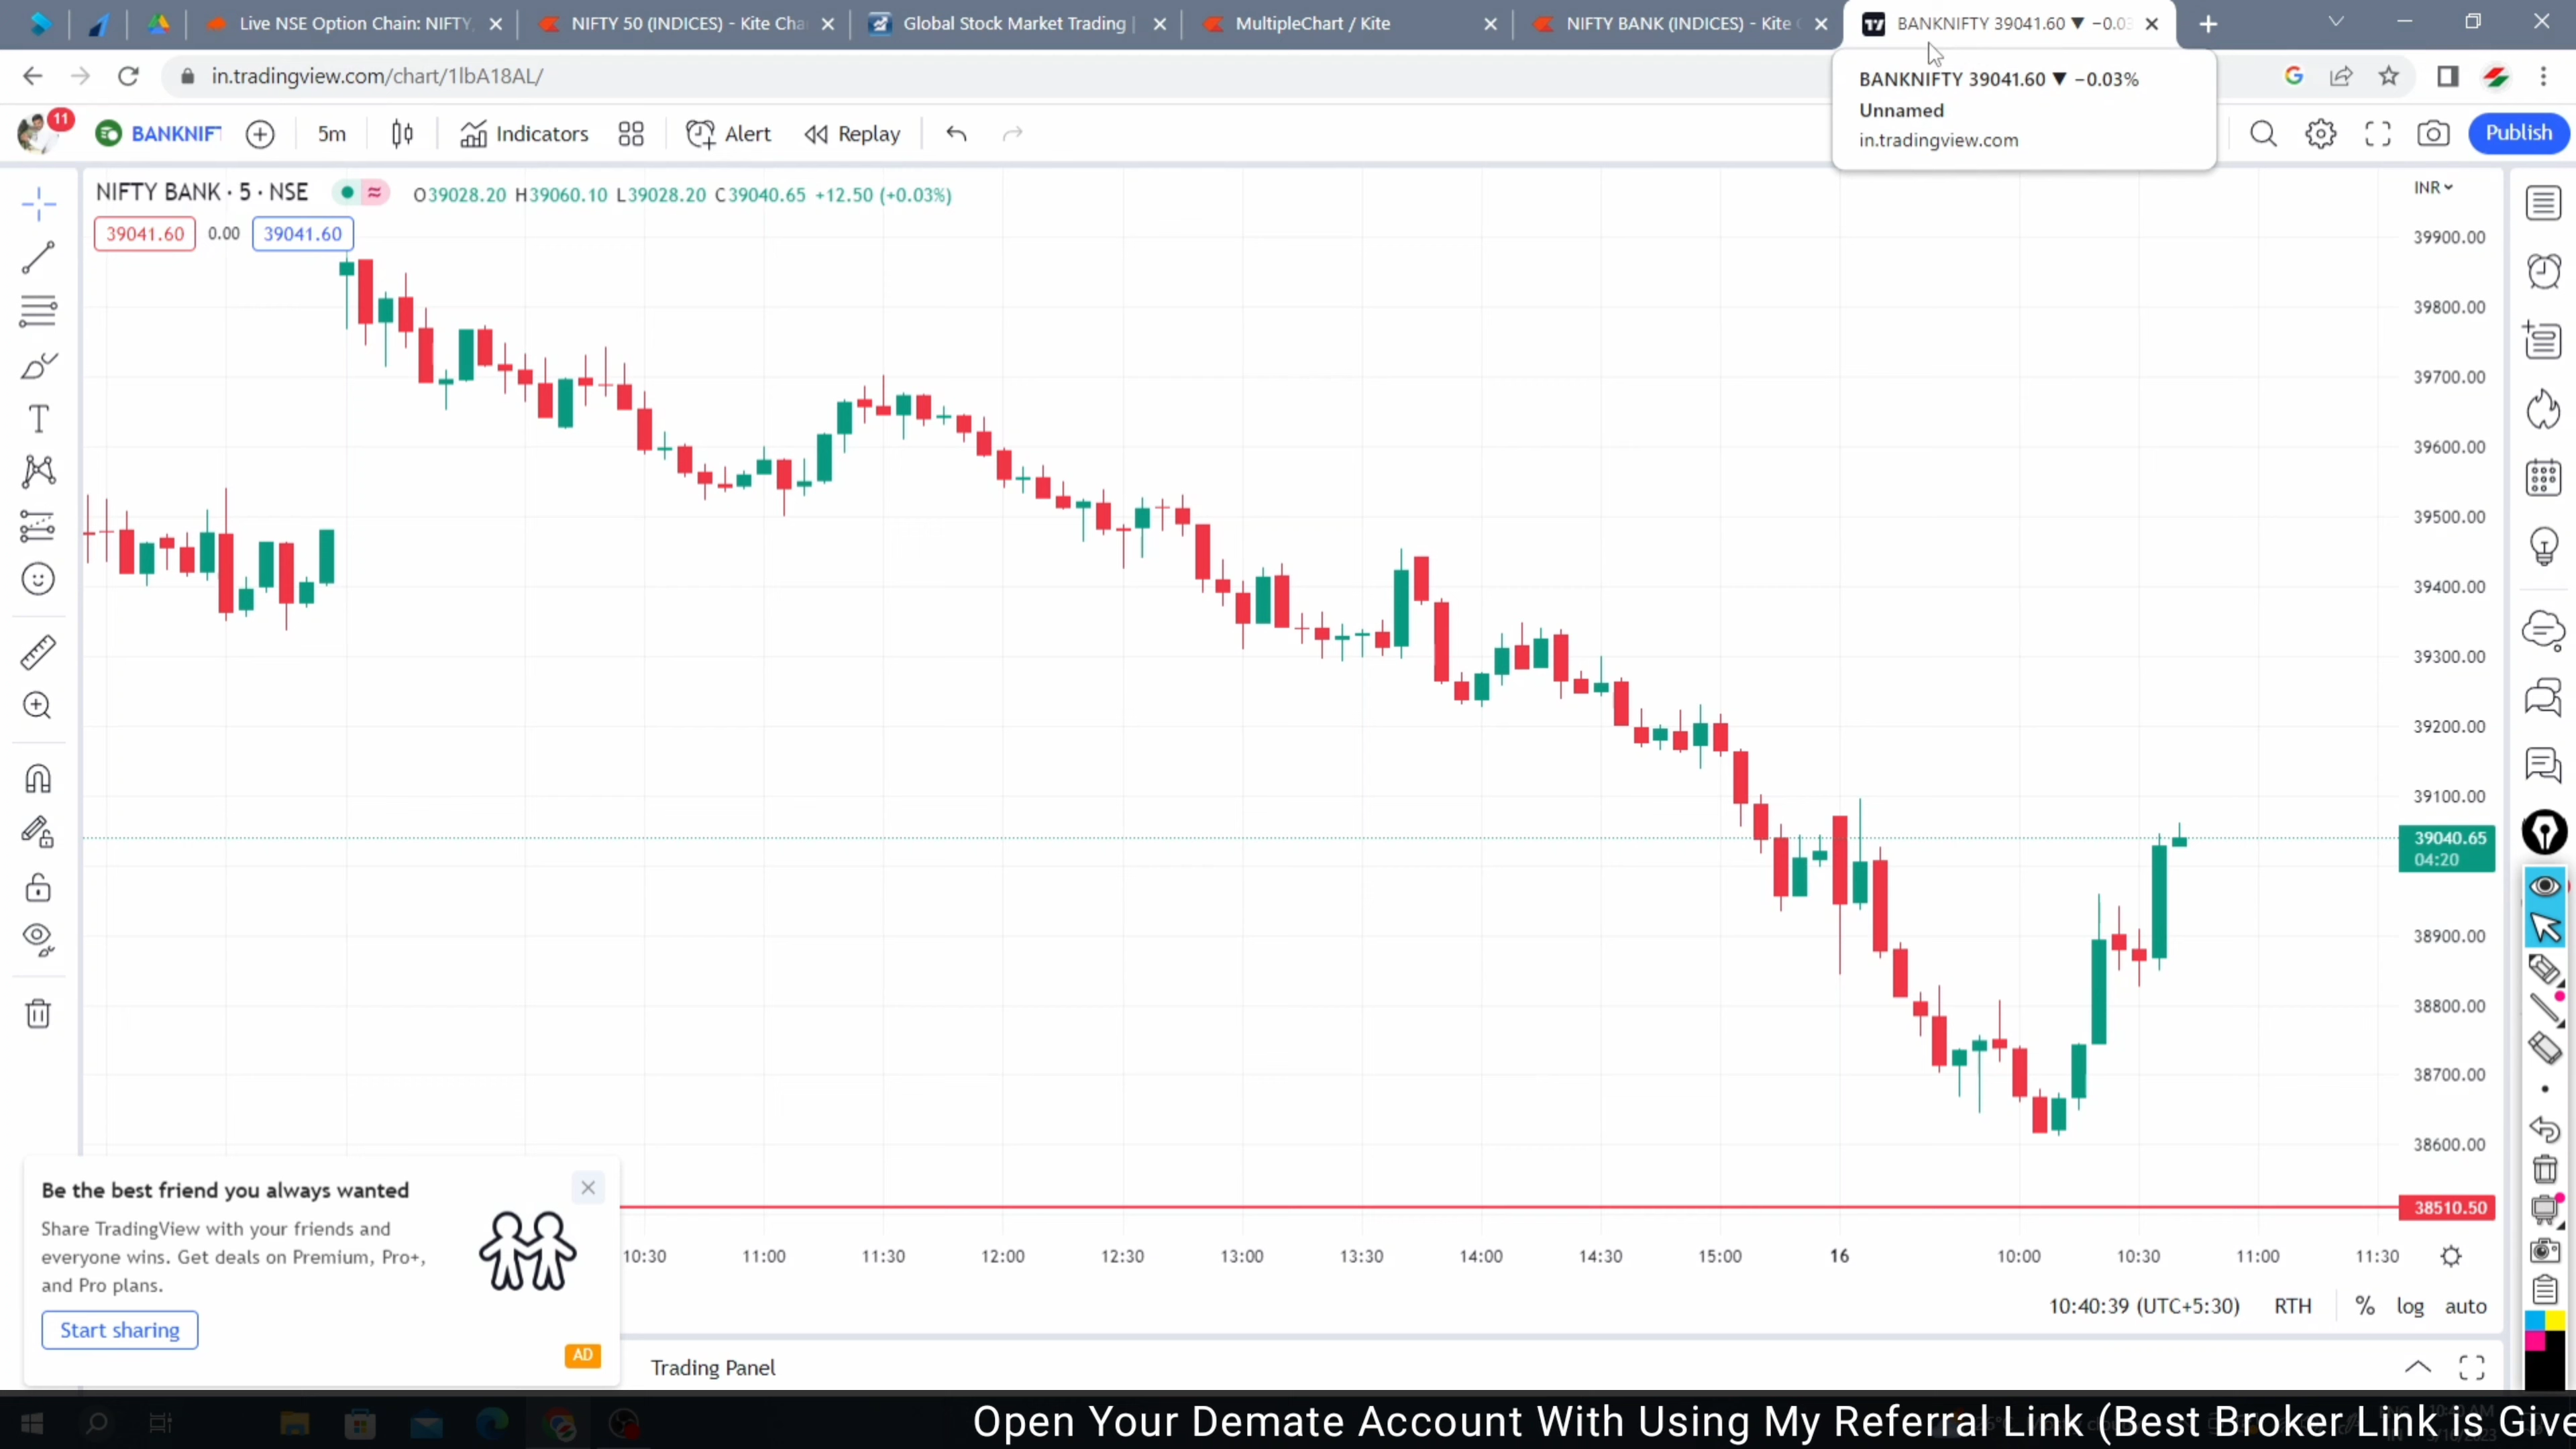 Live NSE Option Chain: NIFTY,
NIFTY 50 (INDICES) - Kite Cha
Global Stock Market Trading |
MultipleChart / Kite
NIFTY BANK (INDICES) - Kite C
BANKNIFTY 39041.60 ▼ −0.03
in.tradingview.com/chart/1lbA18AL/
BANKNIFTY 39041.60 ▼ −0.03%
Unnamed
in.tradingview.com
11
BANKNIFT
5m
Indicators
Alert
Replay
Publish
NIFTY BANK · 5 · NSE
O39028.20 H39060.10 L39028.20 C39040.65 +12.50 (+0.03%)
39041.60 0.00 39041.60
INR
39900.00
39800.00
39700.00
39600.00
39500.00
39400.00
39300.00
39200.00
39100.00
39040.65
04:20
38900.00
38800.00
38700.00
38600.00
38510.50
Be the best friend you always wanted
Share TradingView with your friends and
everyone wins. Get deals on Premium, Pro+,
and Pro plans.
Start sharing
AD
10:30 11:00 11:30 12:00 12:30 13:00 13:30 14:00 14:30 15:00 16 10:00 10:30 11:00 11:30
10:40:39 (UTC+5:30) RTH % log auto
Trading Panel
Open Your Demate Account With Using My Referral Link (Best Broker Link Is Give